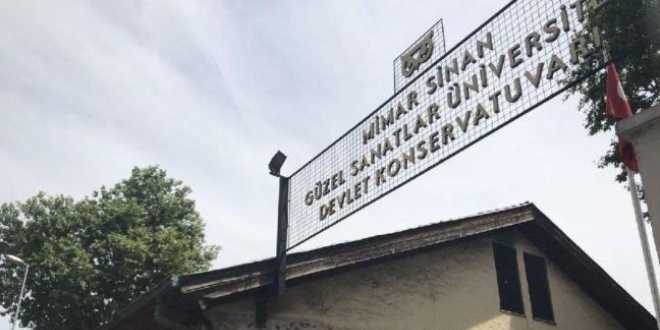 MİMAR SİNAN
GÜZEL SANATLAR ÜNİVERSİTESİ
DEVLET KONSERVATUVARI